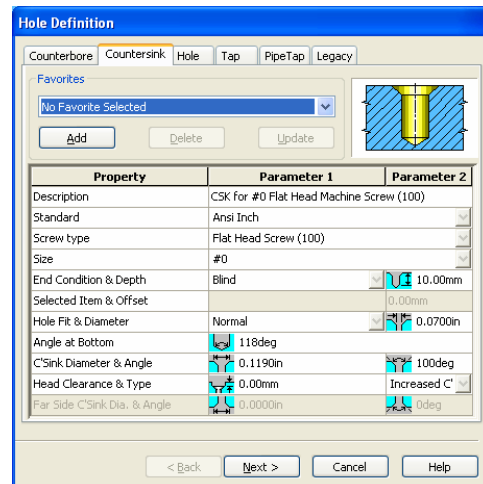 Hole Definition
Counterbore Countersink Hole Tap PipeTap Legacy
Favorites
No Favorite Selected
Add Delete Update
Property Parameter 1 Parameter 2
Description CSK for #0 Flat Head Machine Screw (100)
Standard Ansi Inch
Screw type Flat Head Screw (100)
Size #0
End Condition & Depth Blind 10.00mm
Selected Item & Offset 0.00mm
Hole Fit & Diameter Normal 0.0700in
Angle at Bottom 118deg
C'Sink Diameter & Angle 0.1190in 100deg
Head Clearance & Type 0.00mm Increased C'
Far Side C'Sink Dia. & Angle 0.0000in 0deg
< Back Next > Cancel Help